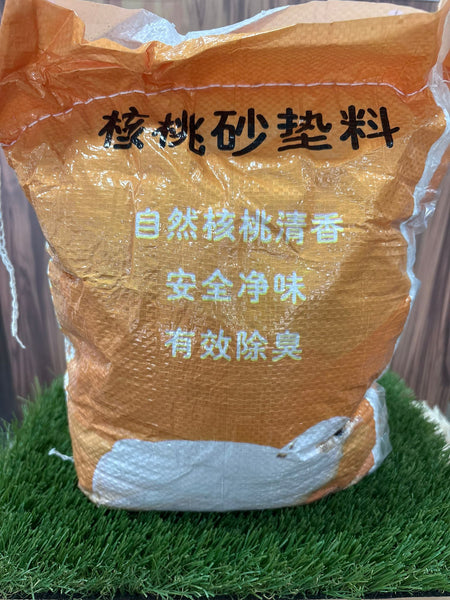 核桃砂垫料
自然核桃清香
安全净味
有效除臭